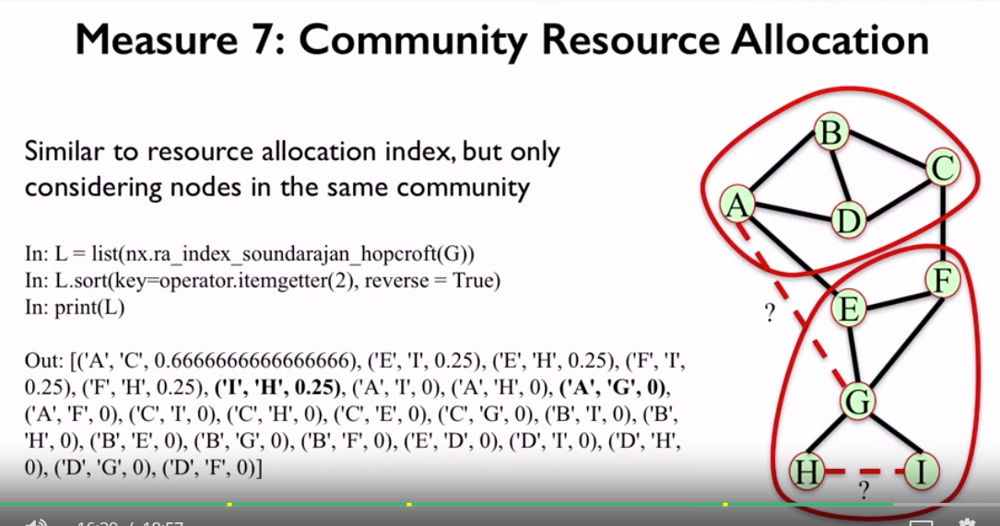 Measure 7: Community Resource Allocation
Similar to resource allocation index, but only
considering nodes in the same community
In: L = list(nx.ra_index_soundarajan_hopcroft(G))
In: L.sort(key=operator.itemgetter(2), reverse = True)
In: print(L)
Out: [('A', 'C', 0.6666666666666666), ('E', 'I', 0.25), ('E', 'H', 0.25), ('F', 'I',
0.25), ('F', 'H', 0.25), ('I', 'H', 0.25), ('A', 'I', 0), ('A', 'H', 0), ('A', 'G', 0),
('A', 'F', 0), ('C', 'I', 0), ('C', 'H', 0), ('C', 'E', 0), ('C', 'G', 0), ('B', 'I', 0), ('B',
'H', 0), ('B', 'E', 0), ('B', 'G', 0), ('B', 'F', 0), ('E', 'D', 0), ('D', 'I', 0), ('D', 'H',
0), ('D', 'G', 0), ('D', 'F', 0)]
B
C
A
D
F
?
E
G
H
I
?